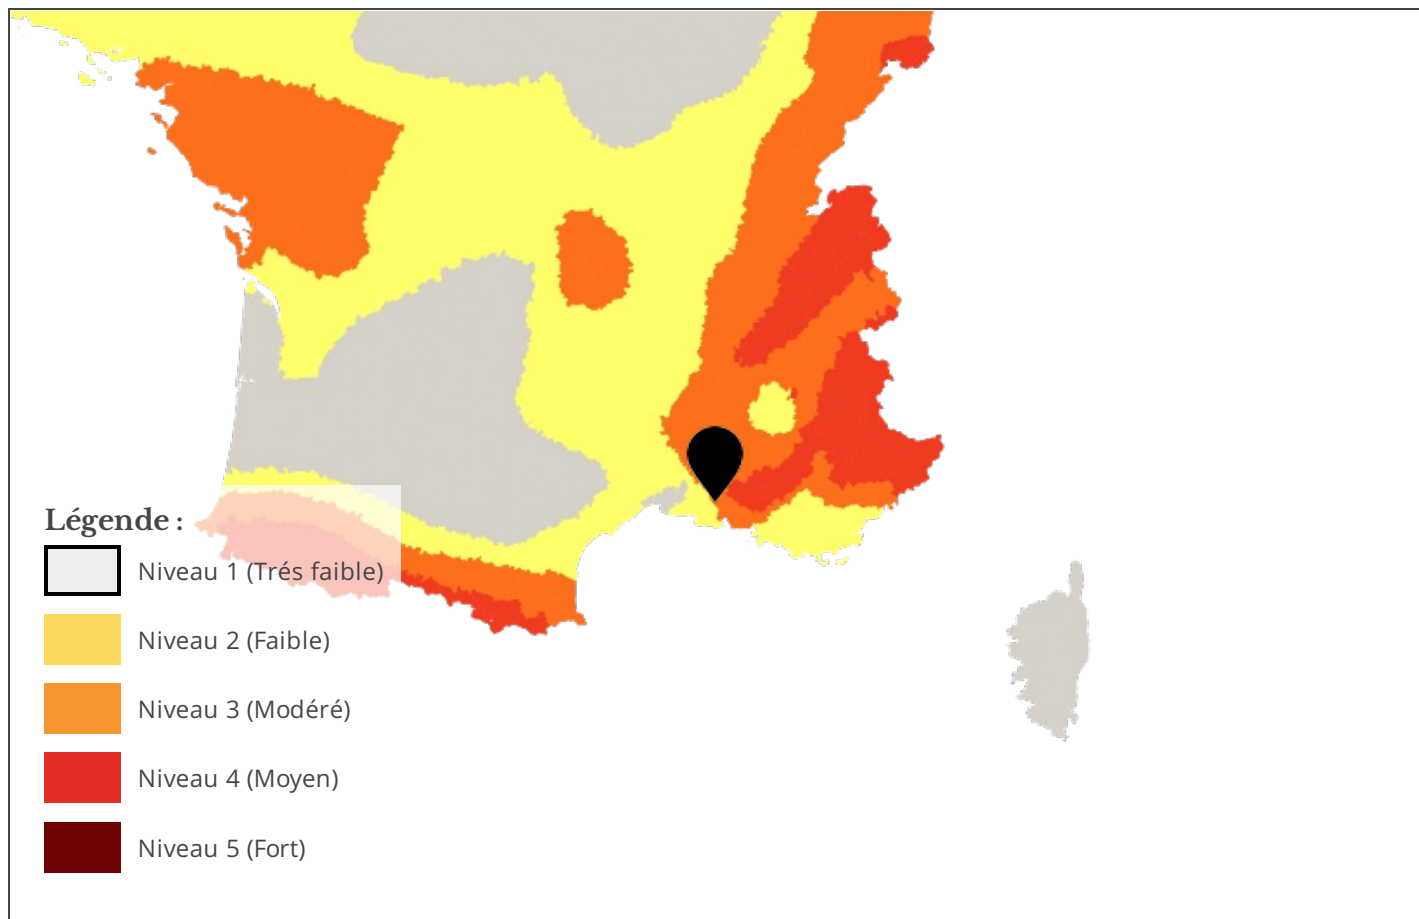 Légende :
Niveau 1 (Trés faible)
Niveau 2 (Faible)
Niveau 3 (Modéré)
Niveau 4 (Moyen)
Niveau 5 (Fort)